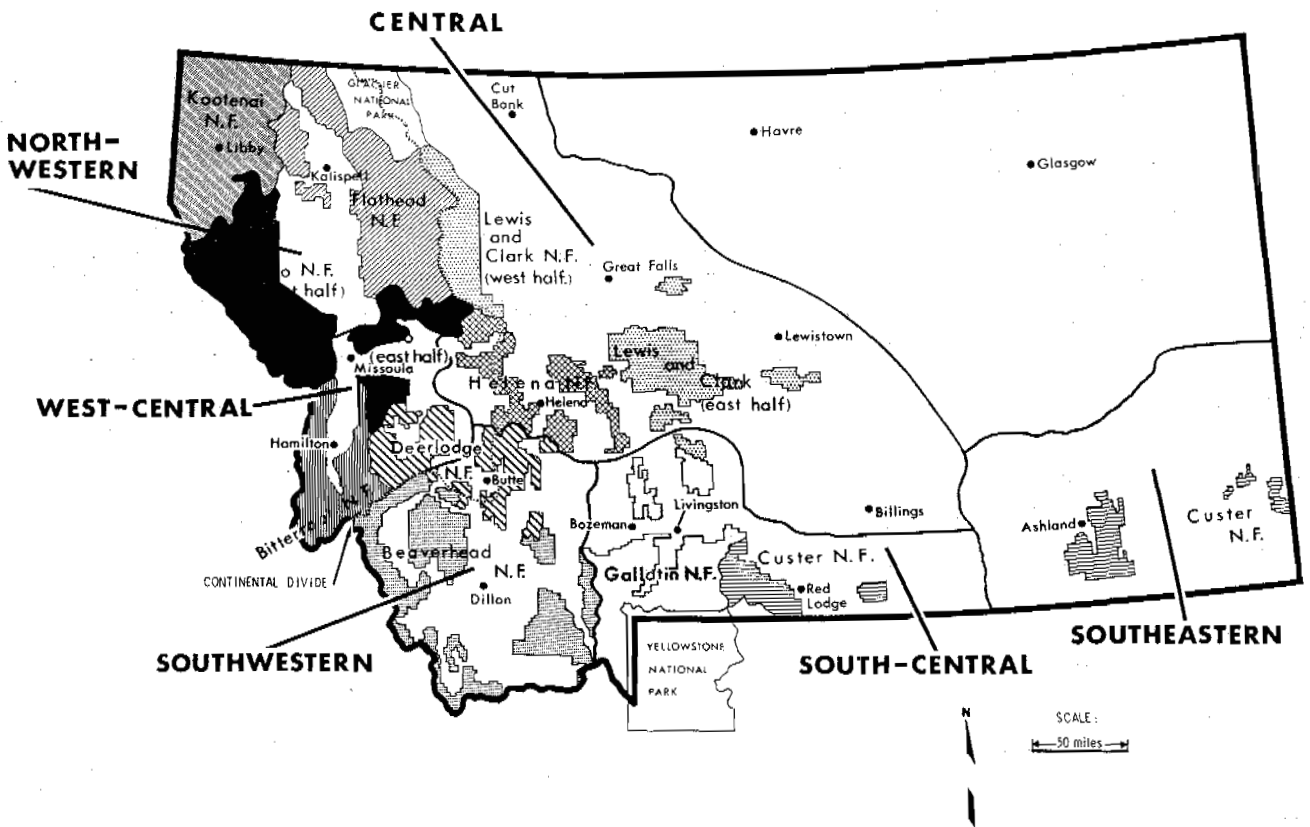 CENTRAL
GLACIER
NATIONAL
PARK
Cut
Bank
Kootenai
N.F.
Libby
Havre
NORTH-
WESTERN
Glasgow
Kalispell
Flathead
N.F.
Lewis
and
Clark N.F.
(west half)
N.F.
t half)
Great Falls
Lewistown
(east half)
Missoula
Lewis
and
Clark
(east half)
Helena N.F.
Helena
WEST-CENTRAL
Hamilton
Deerlodge
N.F.
Butte
Livingston
Bozeman
Billings
Ashland
Custer
N.F.
Bitterroot N.F.
Beaverhead
N.F.
CONTINENTAL DIVIDE
Gallatin N.F.
Custer N.F.
Dillon
Red
Lodge
SOUTHWESTERN
YELLOWSTONE
NATIONAL
PARK
SOUTH-CENTRAL
SOUTHEASTERN
N
SCALE:
50 miles